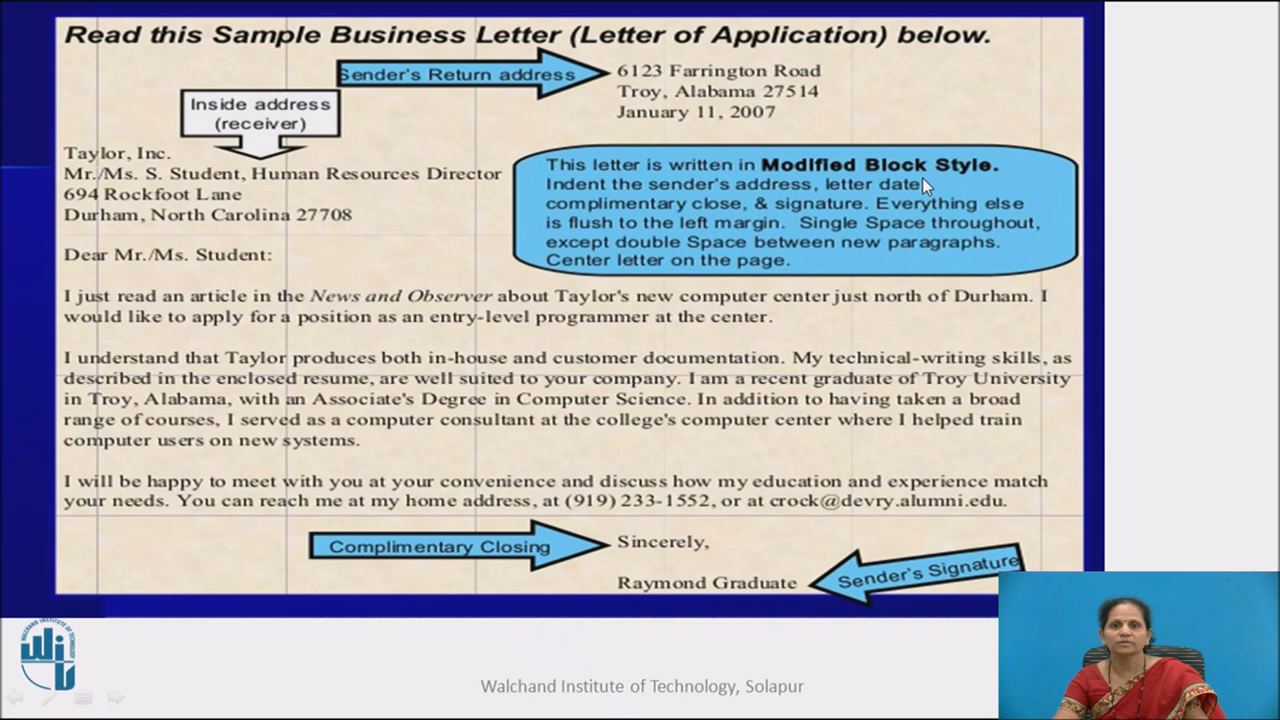 Read this Sample Business Letter (Letter of Application) below.
Sender's Return address
6123 Farrington Road
Troy, Alabama 27514
January 11, 2007
Inside address
(receiver)
Taylor, Inc.
Mr./Ms. S. Student, Human Resources Director
694 Rockfoot Lane
Durham, North Carolina 27708
This letter is written in Modified Block Style.
Indent the sender's address, letter date,
complimentary close, & signature. Everything else
is flush to the left margin. Single Space throughout,
except double Space between new paragraphs.
Center letter on the page.
Dear Mr./Ms. Student:
I just read an article in the News and Observer about Taylor's new computer center just north of Durham. I
would like to apply for a position as an entry-level programmer at the center.
I understand that Taylor produces both in-house and customer documentation. My technical-writing skills, as
described in the enclosed resume, are well suited to your company. I am a recent graduate of Troy University
in Troy, Alabama, with an Associate's Degree in Computer Science. In addition to having taken a broad
range of courses, I served as a computer consultant at the college's computer center where I helped train
computer users on new systems.
I will be happy to meet with you at your convenience and discuss how my education and experience match
your needs. You can reach me at my home address, at (919) 233-1552, or at crock@devry.alumni.edu.
Complimentary Closing
Sincerely,
Raymond Graduate
Sender's Signature
WALCHAND INSTITUTE OF TECHNOLOGY
WIT
Walchand Institute of Technology, Solapur